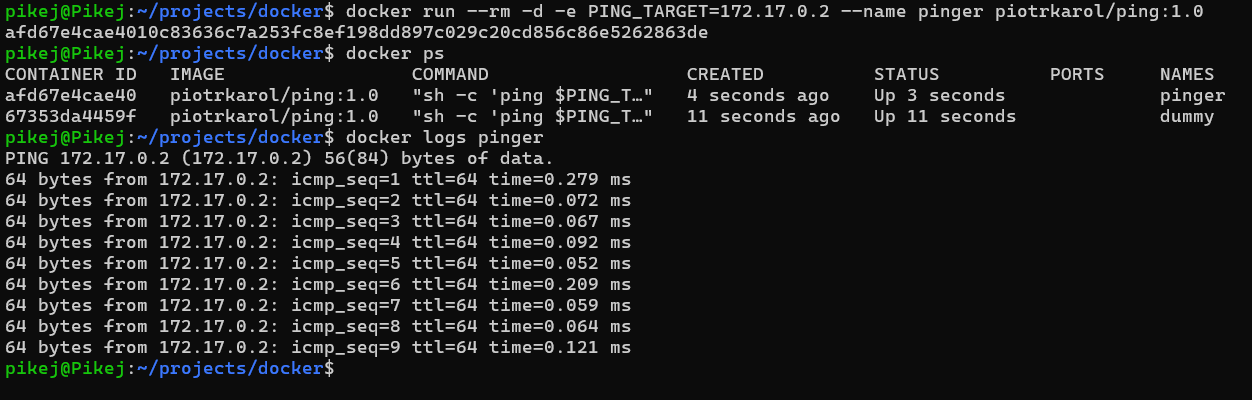 pikej@Pikej:~/projects/docker$ docker run --rm -d -e PING_TARGET=172.17.0.2 --name pinger piotrkarol/ping:1.0
afd67e4cae4010c83636c7a253fc8ef198dd897c029c20cd856c86e5262863de
pikej@Pikej:~/projects/docker$ docker ps
CONTAINER ID   IMAGE                 COMMAND                  CREATED          STATUS          PORTS     NAMES
afd67e4cae40   piotrkarol/ping:1.0   "sh -c 'ping $PING_T…"   4 seconds ago    Up 3 seconds              pinger
67353da4459f   piotrkarol/ping:1.0   "sh -c 'ping $PING_T…"   11 seconds ago   Up 11 seconds             dummy
pikej@Pikej:~/projects/docker$ docker logs pinger
PING 172.17.0.2 (172.17.0.2) 56(84) bytes of data.
64 bytes from 172.17.0.2: icmp_seq=1 ttl=64 time=0.279 ms
64 bytes from 172.17.0.2: icmp_seq=2 ttl=64 time=0.072 ms
64 bytes from 172.17.0.2: icmp_seq=3 ttl=64 time=0.067 ms
64 bytes from 172.17.0.2: icmp_seq=4 ttl=64 time=0.092 ms
64 bytes from 172.17.0.2: icmp_seq=5 ttl=64 time=0.052 ms
64 bytes from 172.17.0.2: icmp_seq=6 ttl=64 time=0.209 ms
64 bytes from 172.17.0.2: icmp_seq=7 ttl=64 time=0.059 ms
64 bytes from 172.17.0.2: icmp_seq=8 ttl=64 time=0.064 ms
64 bytes from 172.17.0.2: icmp_seq=9 ttl=64 time=0.121 ms
pikej@Pikej:~/projects/docker$